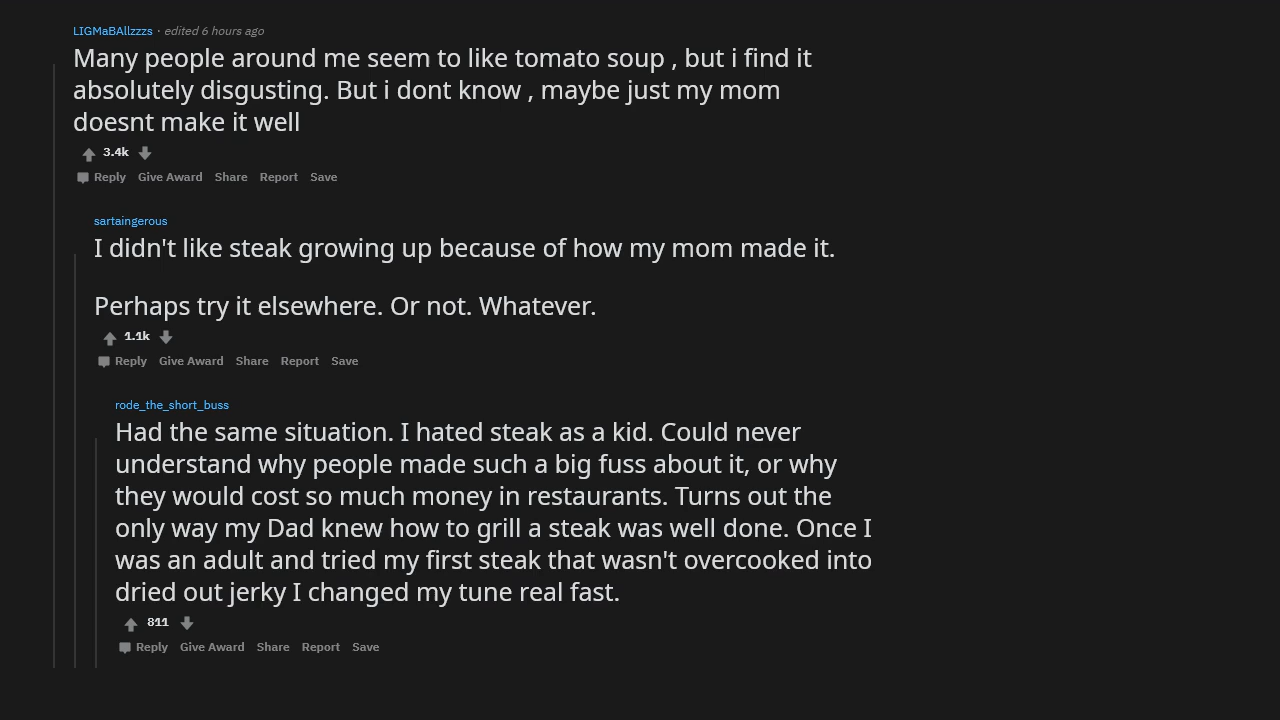 LIGMaBAllzzzs · edited 6 hours ago
Many people around me seem to like tomato soup , but i find it
absolutely disgusting. But i dont know , maybe just my mom
doesnt make it well
3.4k
Reply Give Award Share Report Save
sartaingerous
I didn't like steak growing up because of how my mom made it.
Perhaps try it elsewhere. Or not. Whatever.
1.1k
Reply Give Award Share Report Save
rode_the_short_buss
Had the same situation. I hated steak as a kid. Could never
understand why people made such a big fuss about it, or why
they would cost so much money in restaurants. Turns out the
only way my Dad knew how to grill a steak was well done. Once I
was an adult and tried my first steak that wasn't overcooked into
dried out jerky I changed my tune real fast.
811
Reply Give Award Share Report Save